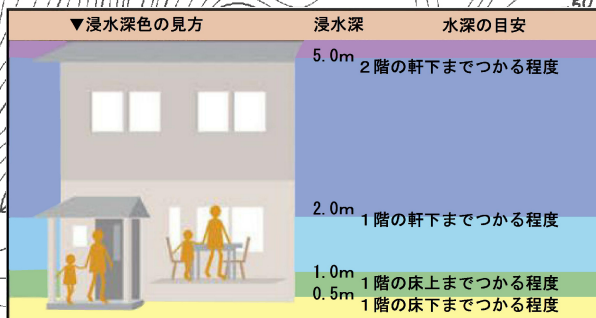 50
▼浸水深色の見方 浸水深 水深の目安
5.0m
2階の軒下までつかる程度
2.0m
1階の軒下までつかる程度
1.0m
1階の床上までつかる程度
0.5m
1階の床下までつかる程度